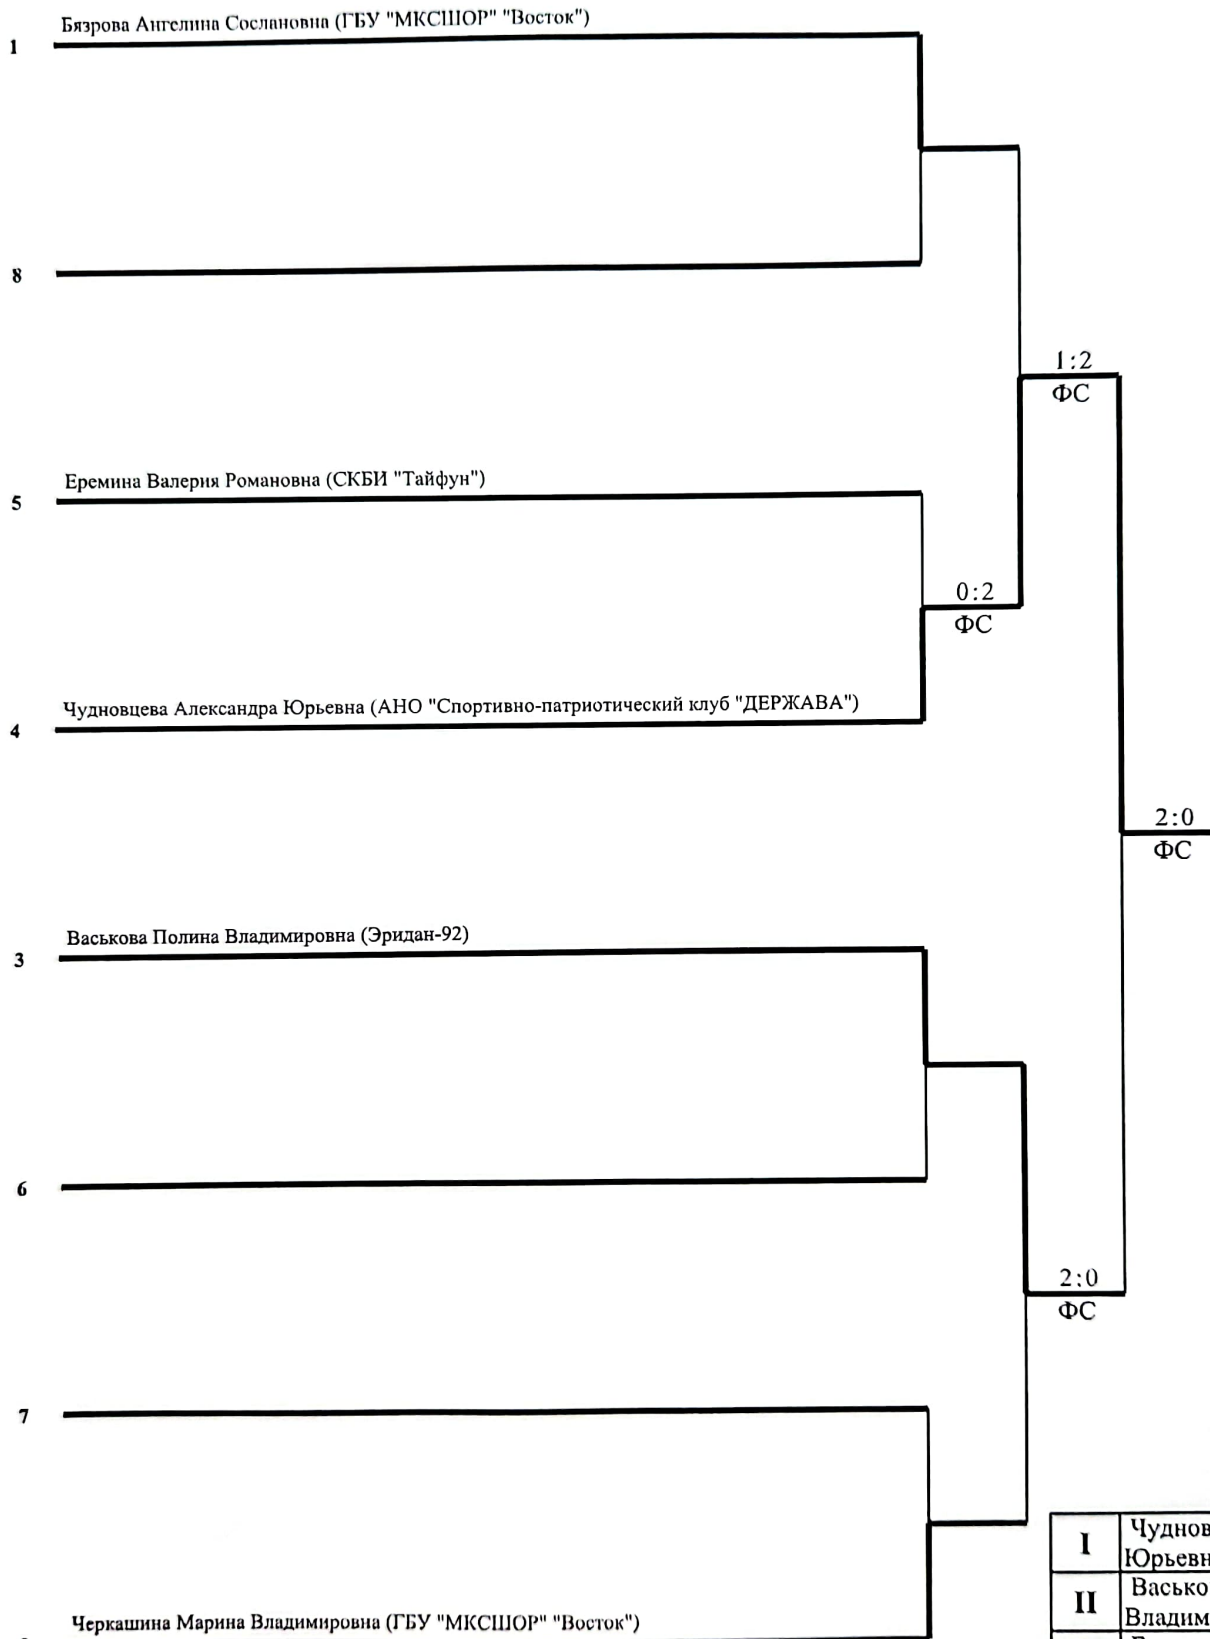 Бязрова Ангелина Сослановна (ГБУ "МКСШОР" "Восток")
1
8
1:2
ФС
Еремина Валерия Романовна (СКБИ "Тайфун")
5
0:2
ФС
Чудновцева Александра Юрьевна (АНО "Спортивно-патриотический клуб "ДЕРЖАВА")
4
2:0
ФС
Васькова Полина Владимировна (Эридан-92)
3
6
2:0
ФС
7
I
Чуднов
Юрьевн
II
Васько
Владим
Черкашина Марина Владимировна (ГБУ "МКСШОР" "Восток")